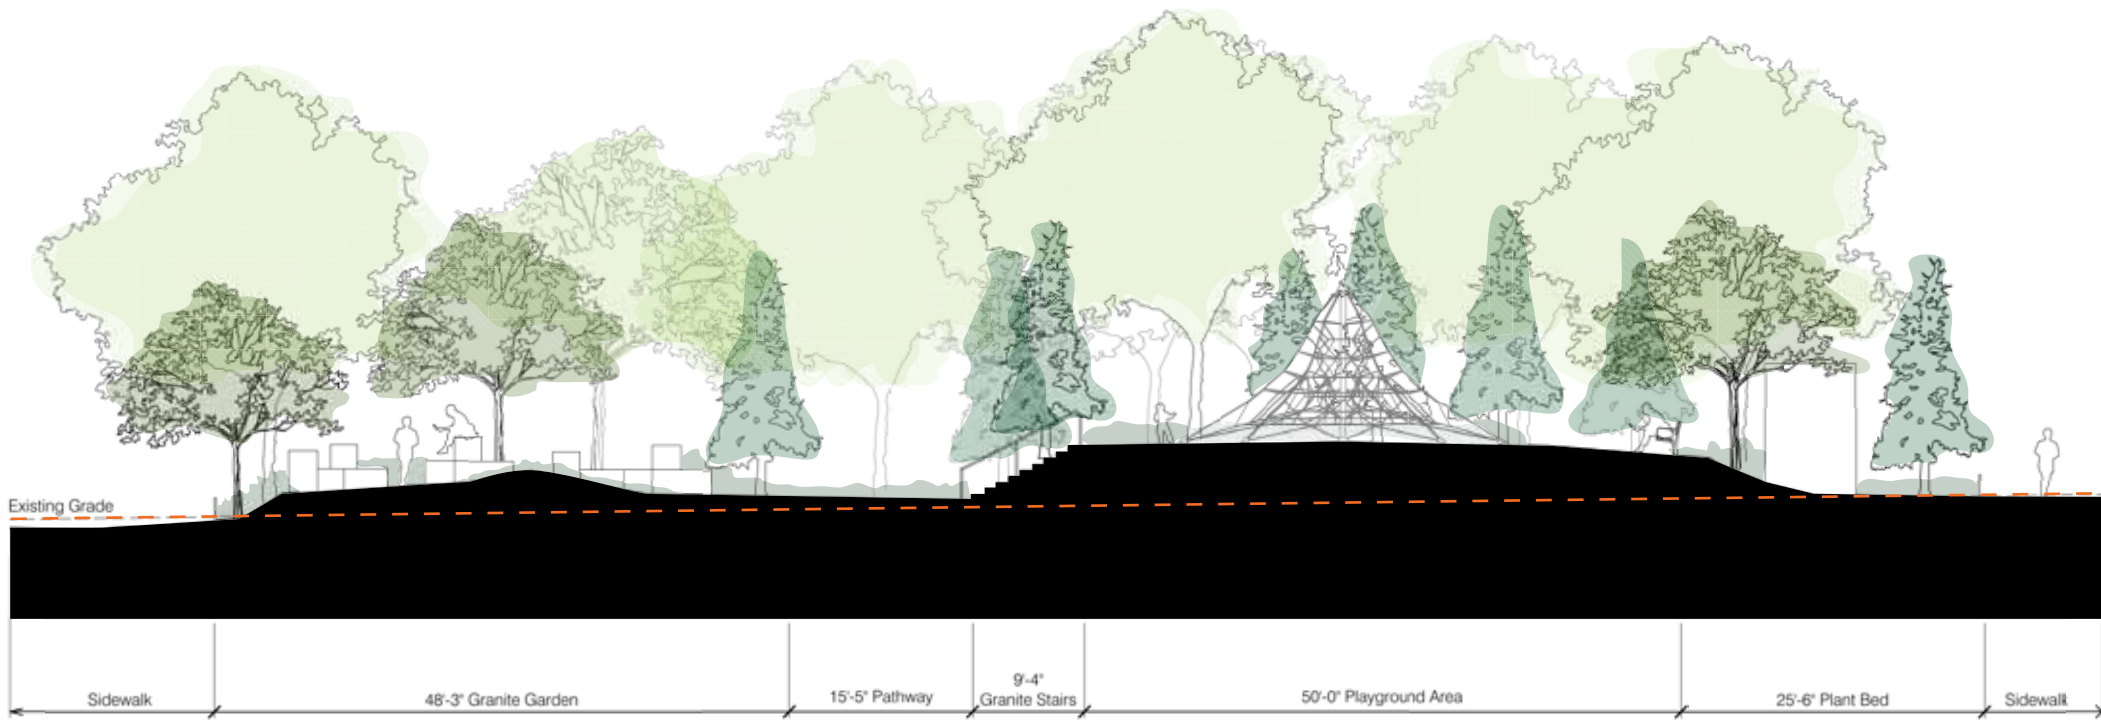 Existing Grade
Sidewalk
48'-3" Granite Garden
15'-5" Pathway
9'-4"
Granite Stairs
50'-0" Playground Area
25'-6" Plant Bed
Sidewalk